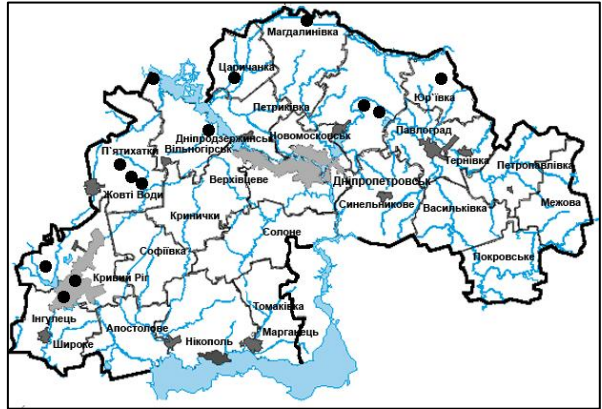 Магдалинівка
Царичанка
Юр'ївка
Петриківка
Дніпродзержинськ
Новомосковськ
Павлоград
П'ятихатки
Вільногірськ
Тернівка
Петропавлівка
Верхівцеве
Дніпропетровськ
Жовті Води
Синельникове
Васильківка
Межова
Кринички
Солоне
Софіївка
Покровське
Кривий Ріг
Томаківка
Інгулець
Апостолове
Широке
Нікополь
Марганець